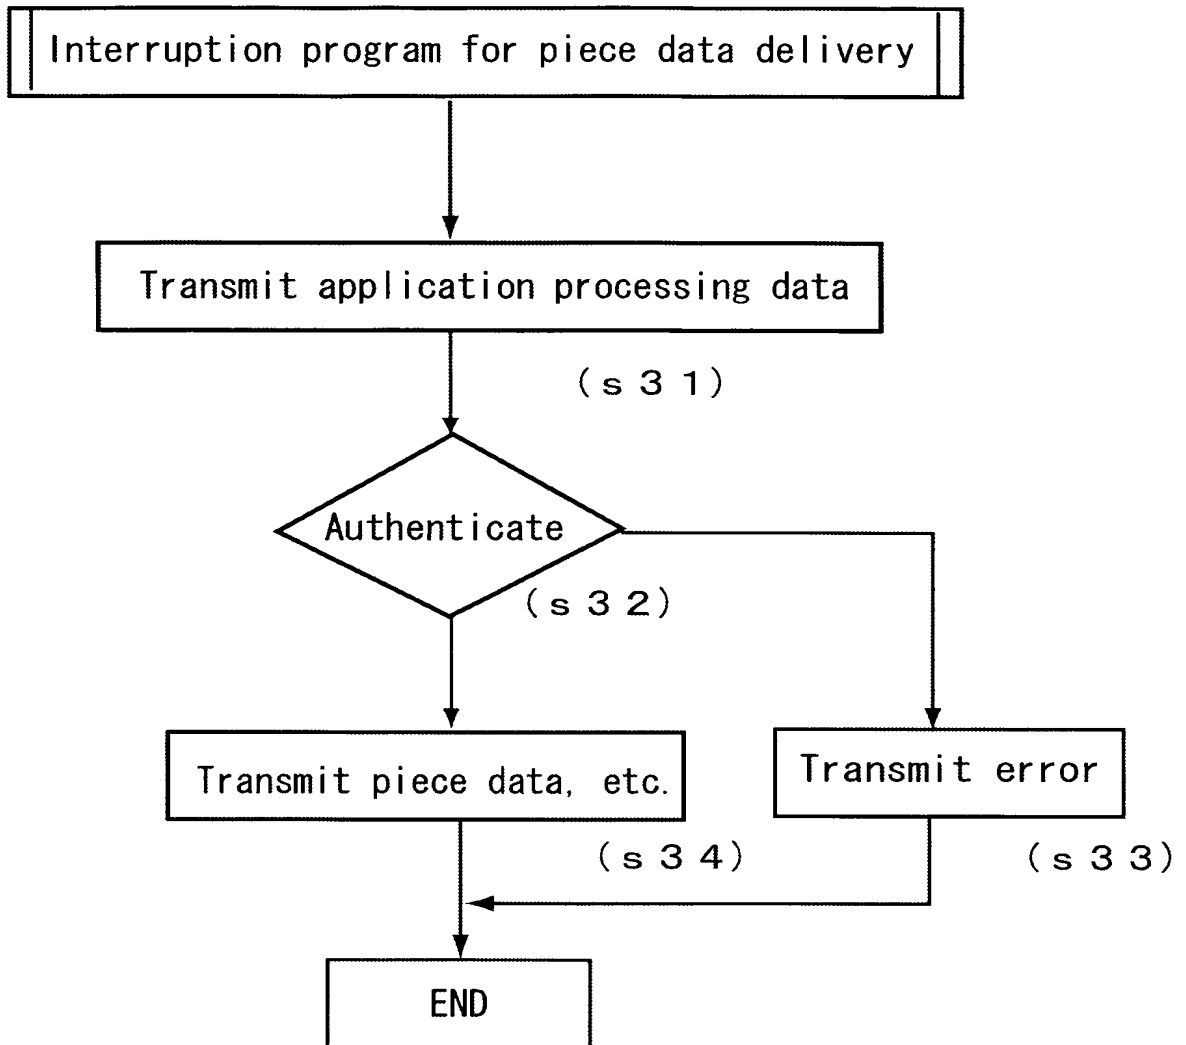 Interruption program for piece data delivery
Transmit application processing data
(s31)
Authenticate
(s32)
Transmit piece data, etc.
Transmit error
(s34)
(s33)
END